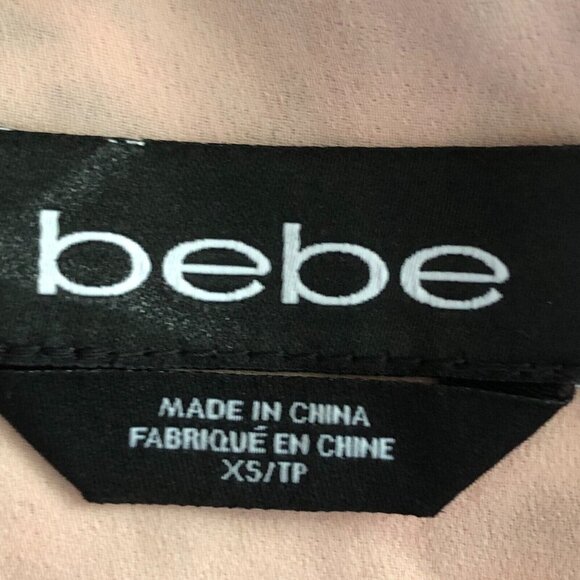 bebe
MADE IN CHINA
FABRIQUÉ EN CHINE
XS/TP